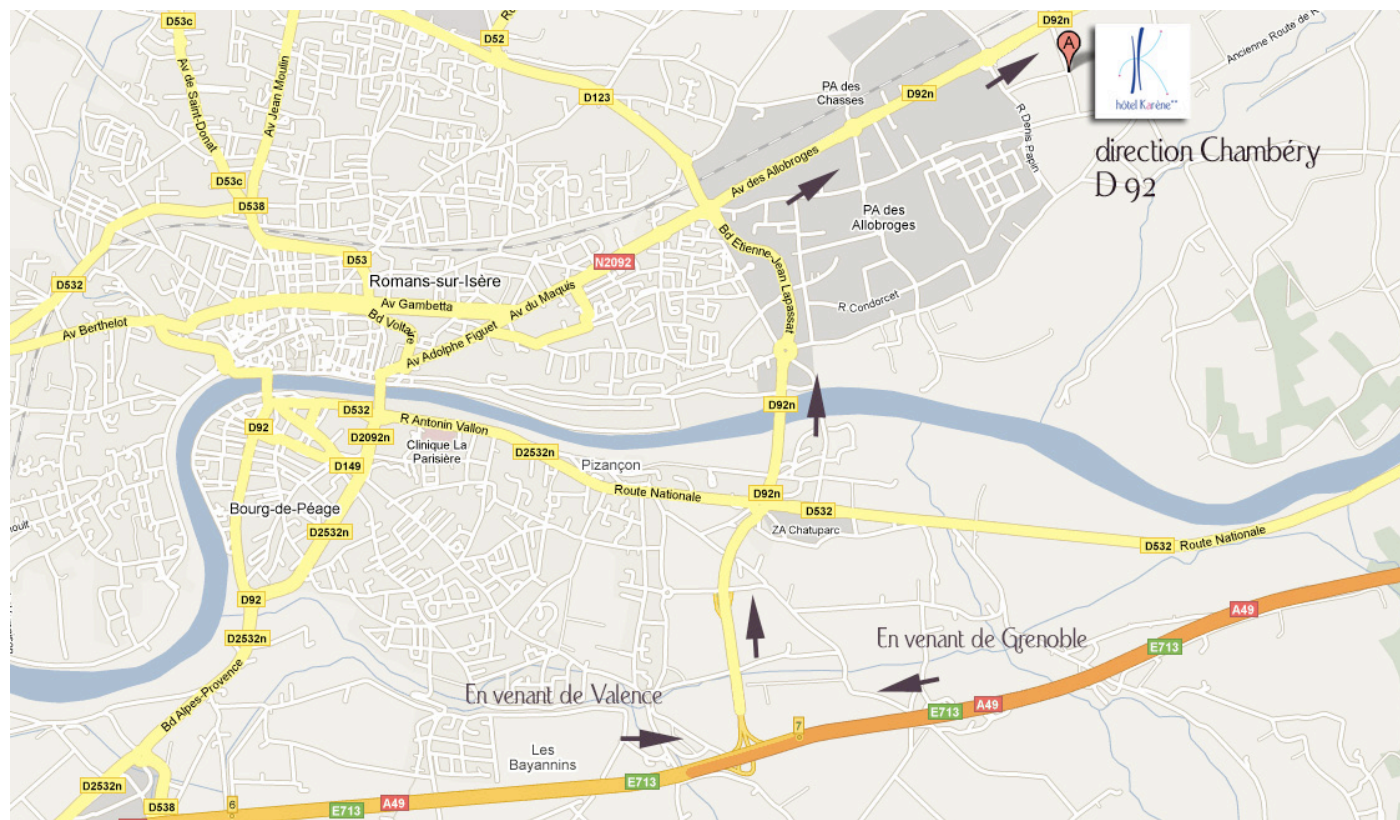 D53c
D52
Ro
D92n
A
Ancienne Route de R
hôtel Karène**
direction Chambéry
D 92
Av de Saint-Donat
Av Jean Moulin
D123
PA des
Chasses
D92n
R Denis Papin
Av des Allobroges
D53c
D538
PA des
Allobroges
Bd Etienne-Jean Lapassat
D53
N2092
D532
Romans-sur-Isère
Av Gambetta
Av du Maquis
R Condorcet
Av Berthelot
Bd Voltaire
Av Adolphe Figuet
D532
D92n
D92
R Antonin Vallon
D2092n
Clinique La
Parisière
D2532n
D149
Pizançon
Route Nationale
D92n
D532
Bourg-de-Péage
ZA Chatuparc
D2532n
D532
Route Nationale
D92
A49
D2532n
En venant de Grenoble
E713
Bd Alpes-Provence
En venant de Valence
E713
A49
7
Les
Bayannins
D2532n
E713
D538
6
E713
A49